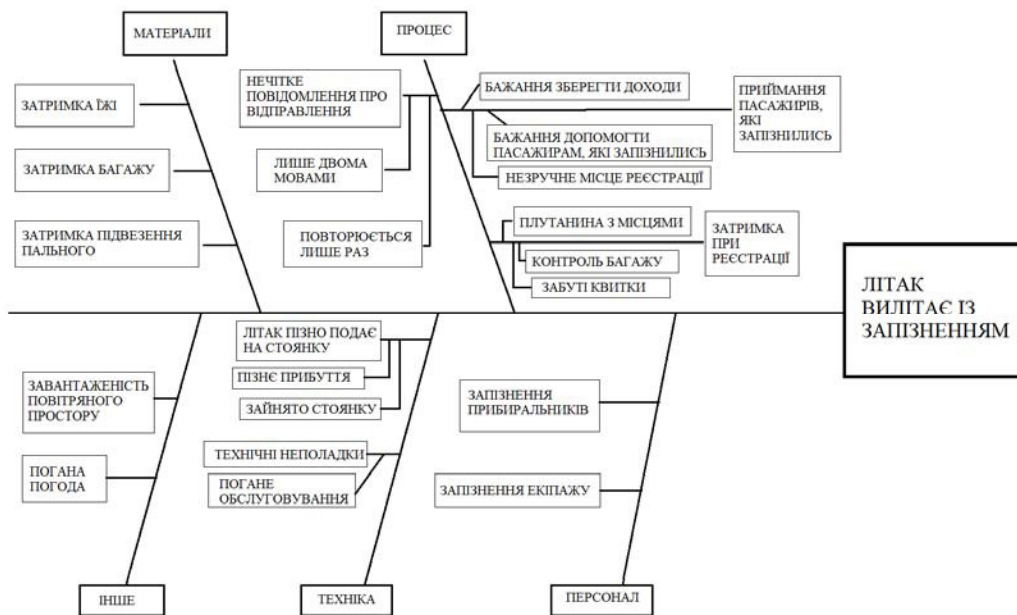 МАТЕРІАЛИ
ПРОЦЕС
ЗАТРИМКА ЇЖІ
ЗАТРИМКА БАГАЖУ
ЗАТРИМКА ПІДВЕЗЕННЯ
ПАЛЬНОГО
НЕЧІТКЕ
ПОВІДОМЛЕННЯ ПРО
ВІДПРАВЛЕННЯ
ЛИШЕ ДВОМА
МОВАМИ
ПОВТОРЮЄТЬСЯ
ЛИШЕ РАЗ
БАЖАННЯ ЗБЕРЕГТИ ДОХОДИ
БАЖАННЯ ДОПОМОГТИ
ПАСАЖИРАМ, ЯКІ ЗАПІЗНИЛИСЬ
НЕЗРУЧНЕ МІСЦЕ РЕЄСТРАЦІЇ
ПРИЙМАННЯ
ПАСАЖИРІВ,
ЯКІ
ЗАПІЗНИЛИСЬ
ПЛУТАНИНА З МІСЦЯМИ
КОНТРОЛЬ БАГАЖУ
ЗАБУТІ КВИТКИ
ЗАТРИМКА
ПРИ
РЕЄСТРАЦІЇ
ЛІТАК
ВИЛІТАЄ ІЗ
ЗАПІЗНЕННЯМ
ЗАВАНТАЖЕНІСТЬ
ПОВІТРЯНОГО
ПРОСТОРУ
ПОГАНА
ПОГОДА
ЛІТАК ПІЗНО ПОДАЄ
НА СТОЯНКУ
ПІЗНЄ ПРИБУТТЯ
ЗАЙНЯТО СТОЯНКУ
ТЕХНІЧНІ НЕПОЛАДКИ
ПОГАНЕ
ОБСЛУГОВУВАННЯ
ЗАПІЗНЕННЯ
ПРИБИРАЛЬНИКІВ
ЗАПІЗНЕННЯ ЕКІПАЖУ
ІНШЕ
ТЕХНІКА
ПЕРСОНАЛ